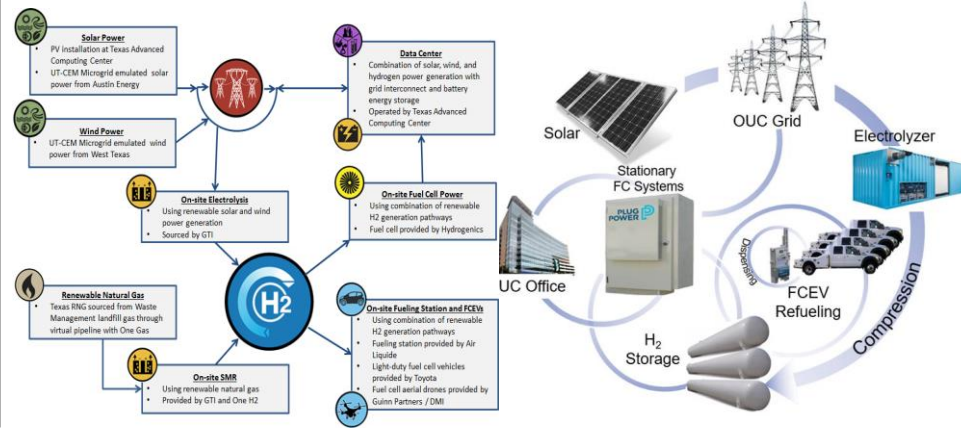 Solar Power
• PV installation at Texas Advanced
Computing Center
• UT-CEM Microgrid emulated solar
power from Austin Energy
Wind Power
• UT-CEM Microgrid emulated wind
power from West Texas
Data Center
• Combination of solar, wind, and
hydrogen power generation with
grid interconnect and battery
energy storage
• Operated by Texas Advanced
Computing Center
On-site Electrolysis
• Using renewable solar and wind
power generation
• Sourced by GTI
On-site Fuel Cell Power
• Using combination of renewable
H2 generation pathways
• Fuel cell provided by Hydrogenics
H2
Renewable Natural Gas
• Texas RNG sourced from Waste
Management landfill gas through
virtual pipeline with One Gas
On-site SMR
• Using renewable natural gas
• Provided by GTI and One H2
On-site Fueling Station and FCEVs
• Using combination of renewable
H2 generation pathways
• Fueling station provided by Air
Liquide
• Light-duty fuel cell vehicles
provided by Toyota
• Fuel cell aerial drones provided by
Guinn Partners / DMI
Solar
OUC Grid
Electrolyzer
Stationary
FC Systems
PLUG
POWER
UC Office
Dispensing
FCEV
Refueling
Compression
H₂
Storage